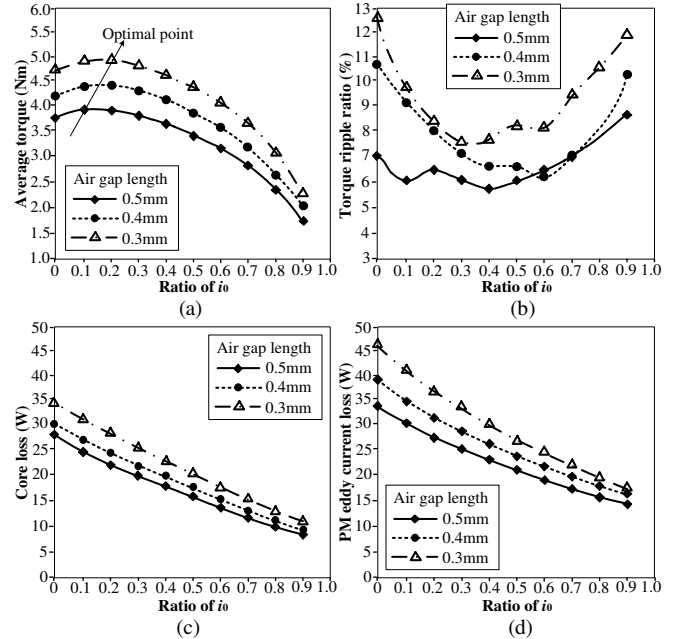 Average torque (Nm)
5.0
6.0
5.0
4.5
4.0
3.5
3.0
2.5
2.0
1.5
1.0
Optimal point
Air gap length
0.5mm
0.4mm
0.3mm
0 0.1 0.2 0.3 0.4 0.5 0.6 0.7 0.8 0.9 1.0
Ratio of i0
(a)
Torque ripple ratio (%)
13
12
11
10
9
8
7
6
5
4
3
Air gap length
0.5mm
0.4mm
0.3mm
0 0.1 0.2 0.3 0.4 0.5 0.6 0.7 0.8 0.9 1.0
Ratio of i0
(b)
Core loss (W)
50
45
40
35
30
25
20
15
10
5
0
Air gap length
0.5mm
0.4mm
0.3mm
0 0.1 0.2 0.3 0.4 0.5 0.6 0.7 0.8 0.9 1.0
Ratio of i0
(c)
PM eddy current loss (W)
50
45
40
35
30
25
20
15
10
5
0
Air gap length
0.5mm
0.4mm
0.3mm
0 0.1 0.2 0.3 0.4 0.5 0.6 0.7 0.8 0.9 1.0
Ratio of i0
(d)